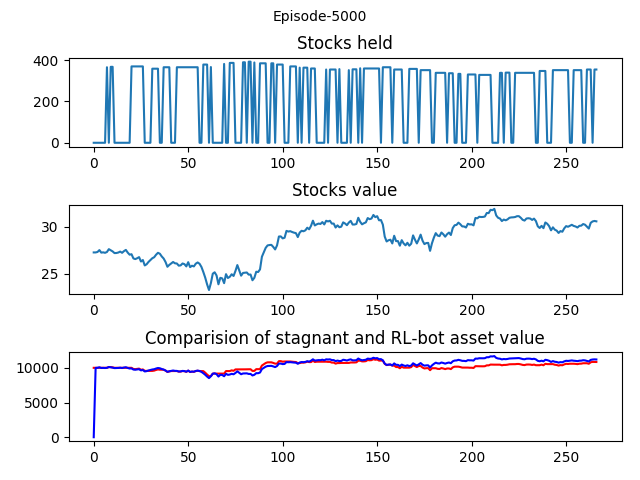 Episode-5000
Stocks held
400
200
0
0 50 100 150 200 250
Stocks value
30
25
0 50 100 150 200 250
Comparision of stagnant and RL-bot asset value
10000
5000
0
0 50 100 150 200 250